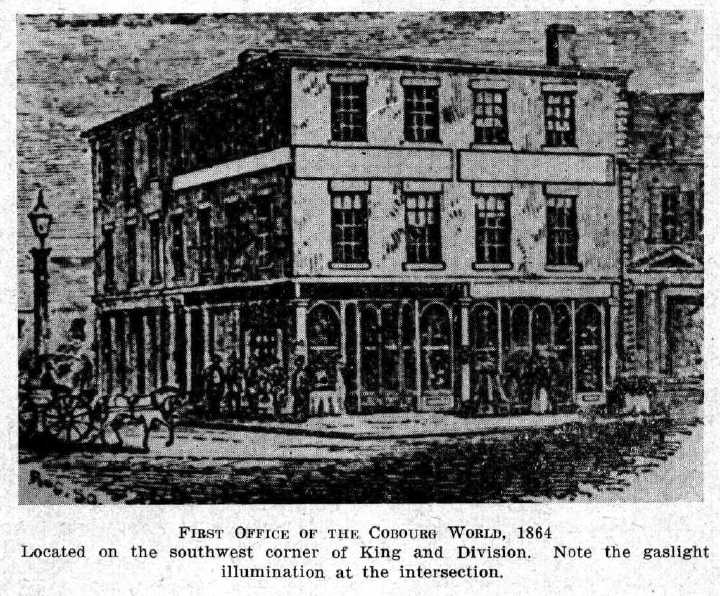 FIRST OFFICE OF THE COBOURG WORLD, 1864
Located on the southwest corner of King and Division. Note the gaslight
illumination at the intersection.